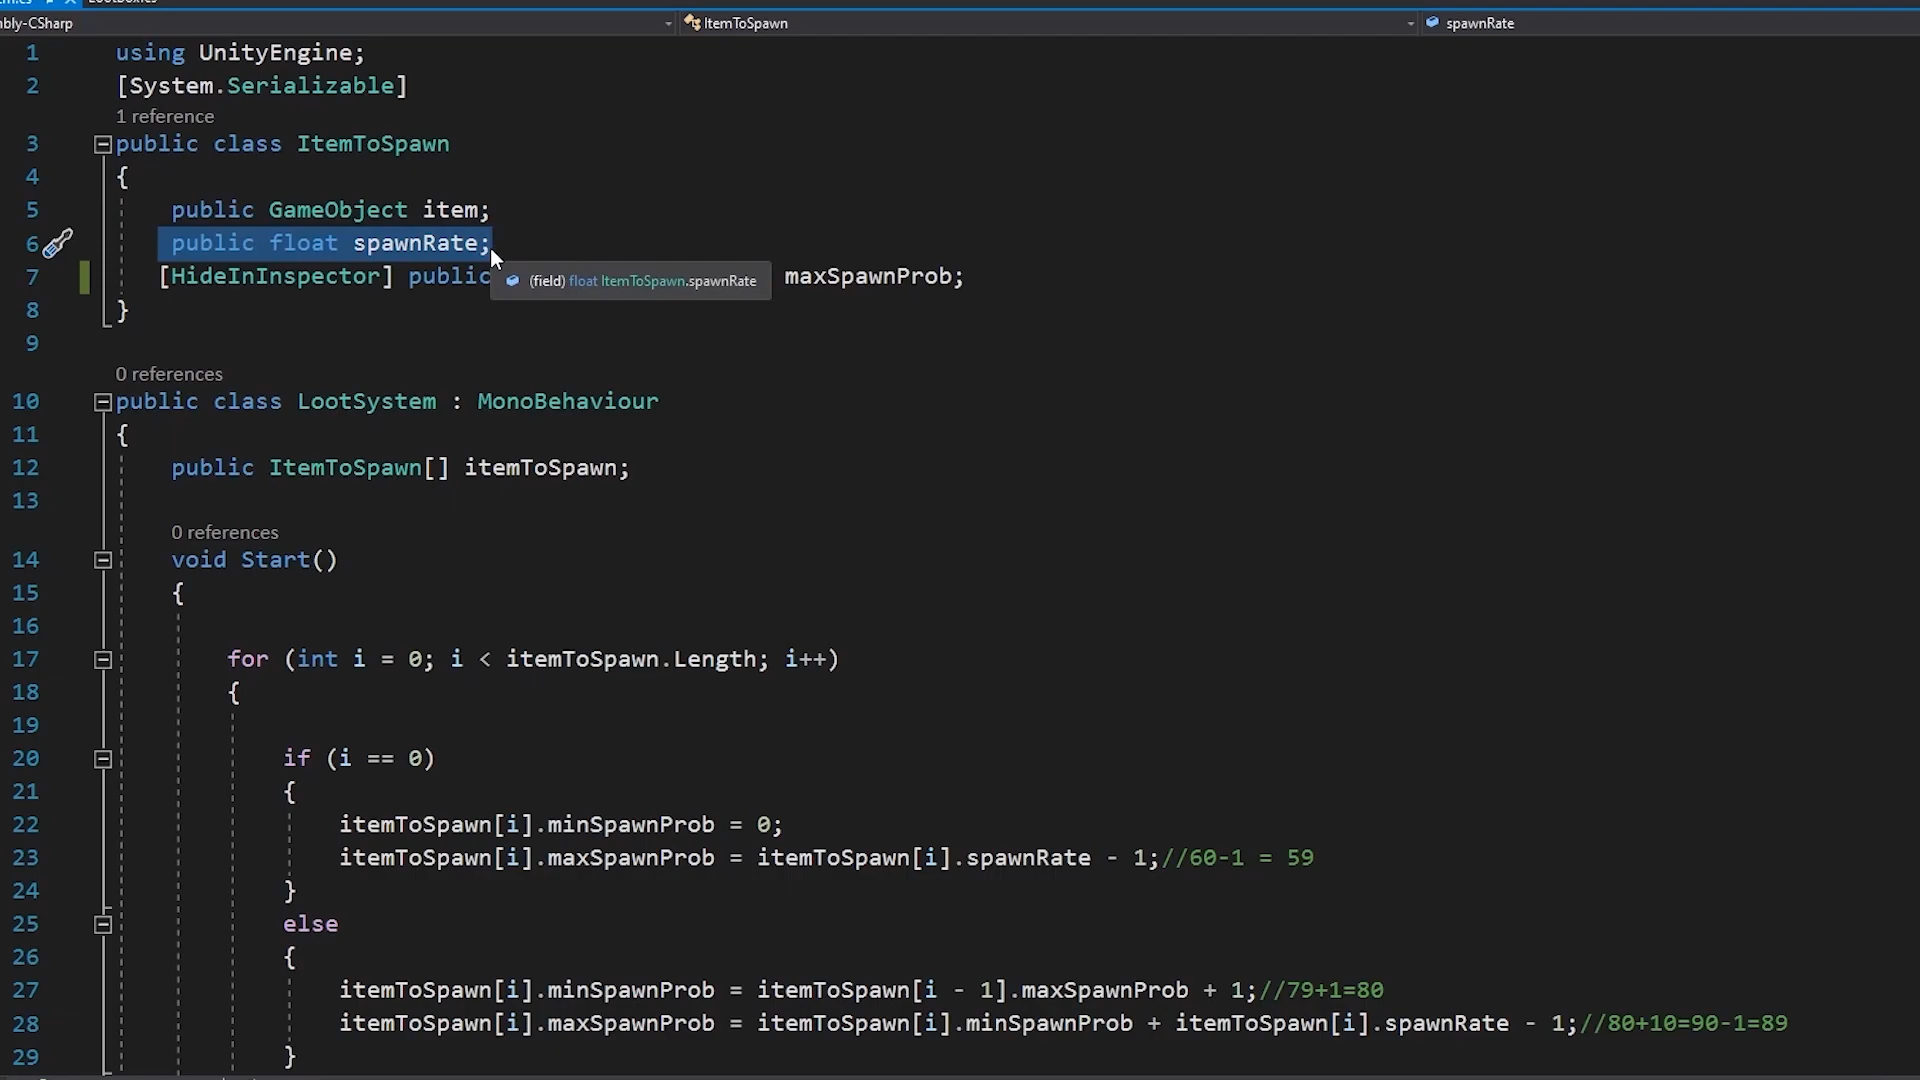 bly-CSharp ItemToSpawn spawnRate
1 using UnityEngine;
2 [System.Serializable]
1 reference
3 public class ItemToSpawn
4 {
5 public GameObject item;
6 public float spawnRate;
7 [HideInInspector] public maxSpawnProb;
(field) float ItemToSpawn.spawnRate
8 }
9
0 references
10 public class LootSystem : MonoBehaviour
11 {
12 public ItemToSpawn[] itemToSpawn;
13
0 references
14 void Start()
15 {
16
17 for (int i = 0; i < itemToSpawn.Length; i++)
18 {
19
20 if (i == 0)
21 {
22 itemToSpawn[i].minSpawnProb = 0;
23 itemToSpawn[i].maxSpawnProb = itemToSpawn[i].spawnRate - 1;//60-1 = 59
24 }
25 else
26 {
27 itemToSpawn[i].minSpawnProb = itemToSpawn[i - 1].maxSpawnProb + 1;//79+1=80
28 itemToSpawn[i].maxSpawnProb = itemToSpawn[i].minSpawnProb + itemToSpawn[i].spawnRate - 1;//80+10=90-1=89
29 }